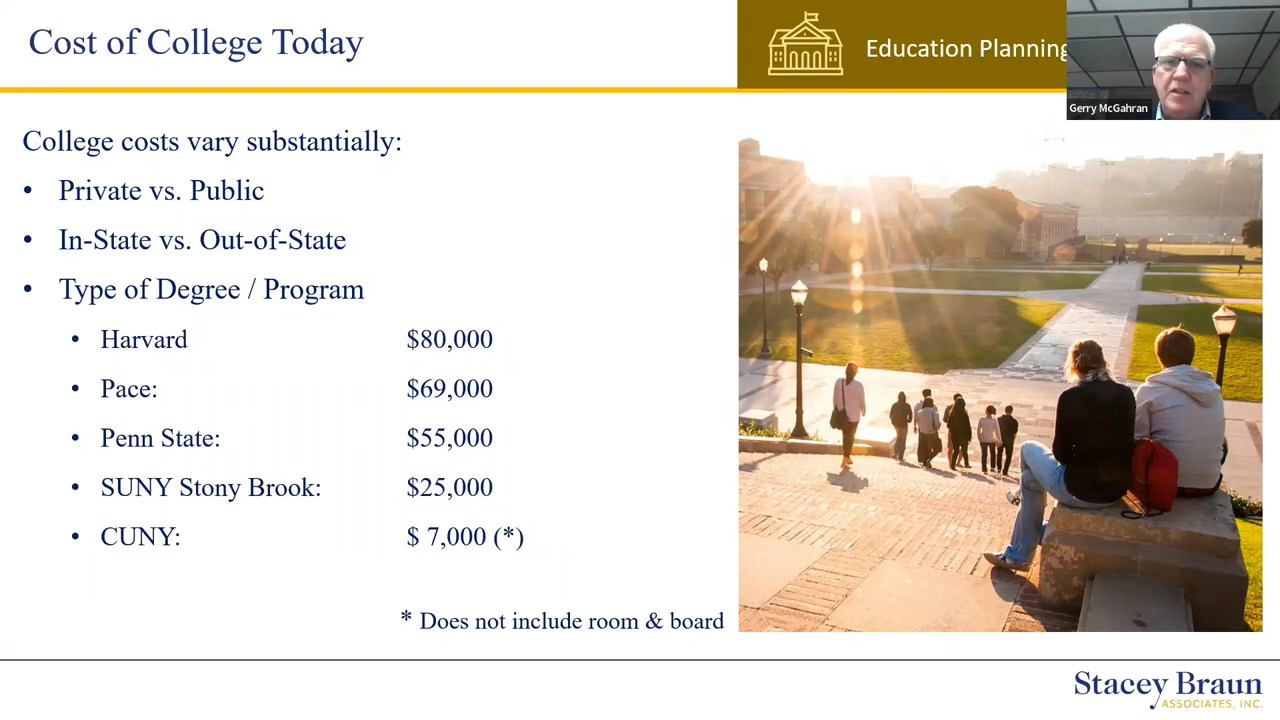 Cost of College Today
Education Planning
Gerry McGahran
College costs vary substantially:
• Private vs. Public
• In-State vs. Out-of-State
• Type of Degree / Program
• Harvard $80,000
• Pace: $69,000
• Penn State: $55,000
• SUNY Stony Brook: $25,000
• CUNY: $ 7,000 (*)
* Does not include room & board
Stacey Braun
ASSOCIATES, INC.